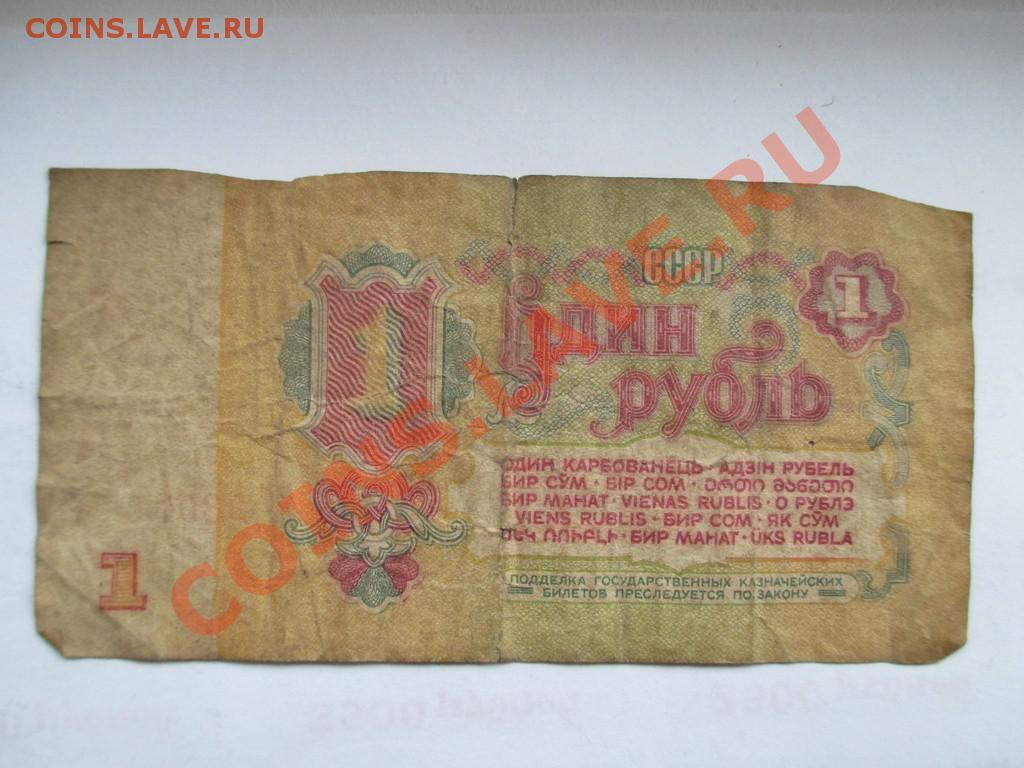 COINS.LAVE.RU
СССР
1
Один
1
рубль
ОДИН КАРБОВАНЕЦЬ · АДЗІН РУБЕЛЬ
БИР СЎМ · БІР СОМ · ᲔᲠᲗᲘ ᲛᲐᲜᲔᲗᲘ
БИР МАНАТ · VIENAS RUBLIS · О РУБЛЭ
VIENS RUBLIS · БИР СОМ · ЯК СӮМ
ՄԵԿ ՌՈՒԲԼԻ · БИР МАНАТ · ÜKS RUBLA
1
ПОДДЕЛКА ГОСУДАРСТВЕННЫХ КАЗНАЧЕЙСКИХ
БИЛЕТОВ ПРЕСЛЕДУЕТСЯ ПО ЗАКОНУ
COINS.LAVE.RU